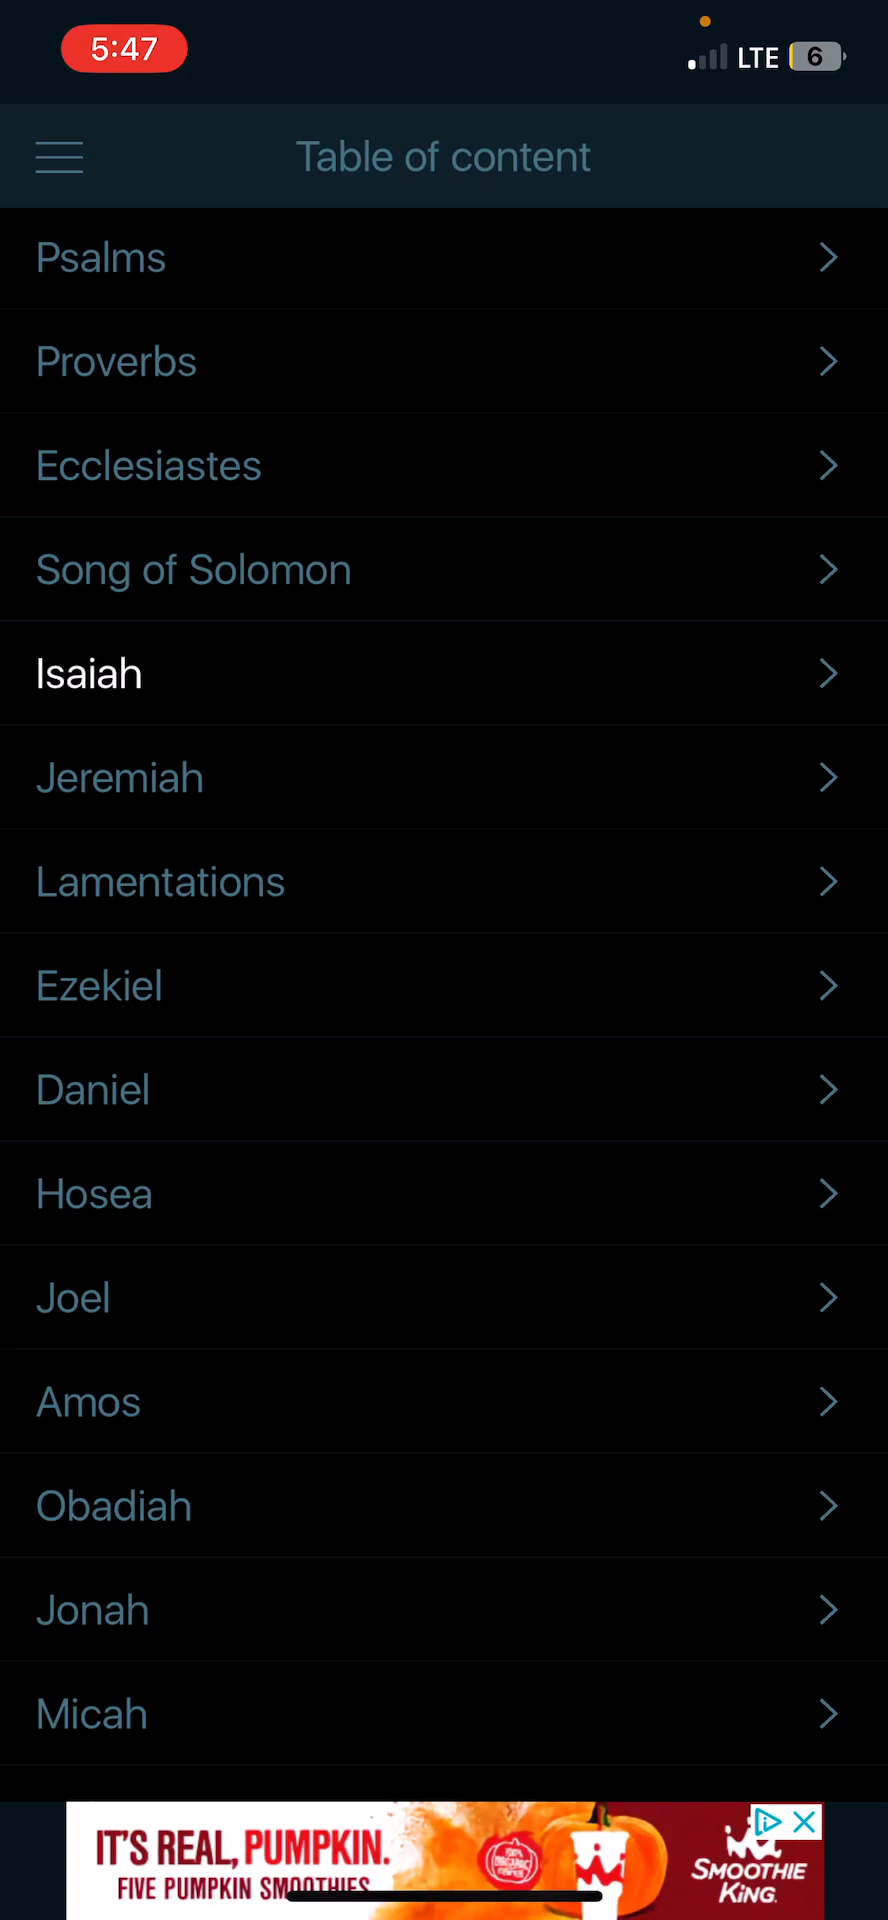 5:47
LTE 6
Table of content
Psalms
Proverbs
Ecclesiastes
Song of Solomon
Isaiah
Jeremiah
Lamentations
Ezekiel
Daniel
Hosea
Joel
Amos
Obadiah
Jonah
Micah
IT'S REAL, PUMPKIN.
FIVE PUMPKIN SMOOTHIES
SMOOTHIE
KING.